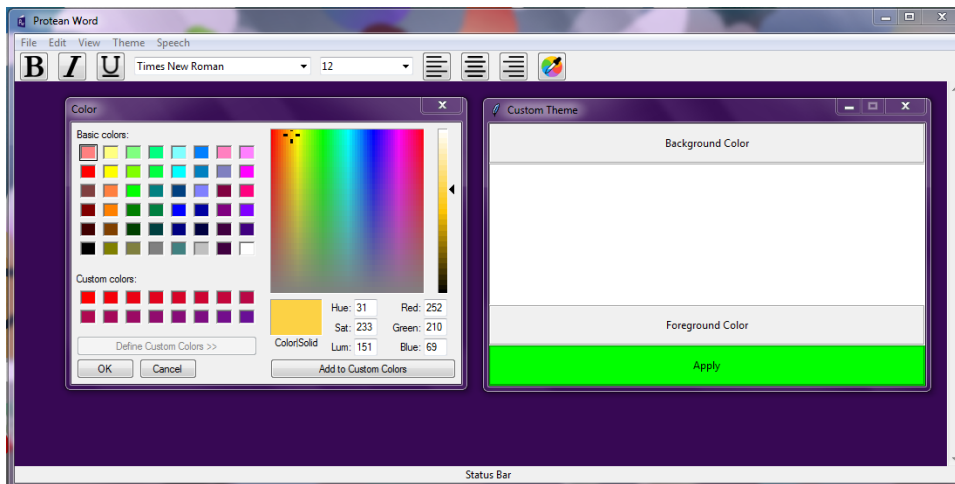 Protean Word
File Edit View Theme Speech
B I U Times New Roman 12
Color
Basic colors:
Custom colors:
Define Custom Colors >>
OK Cancel
Color|Solid
Hue: 31 Red: 252
Sat: 233 Green: 210
Lum: 151 Blue: 69
Add to Custom Colors
Custom Theme
Background Color
Foreground Color
Apply
Status Bar